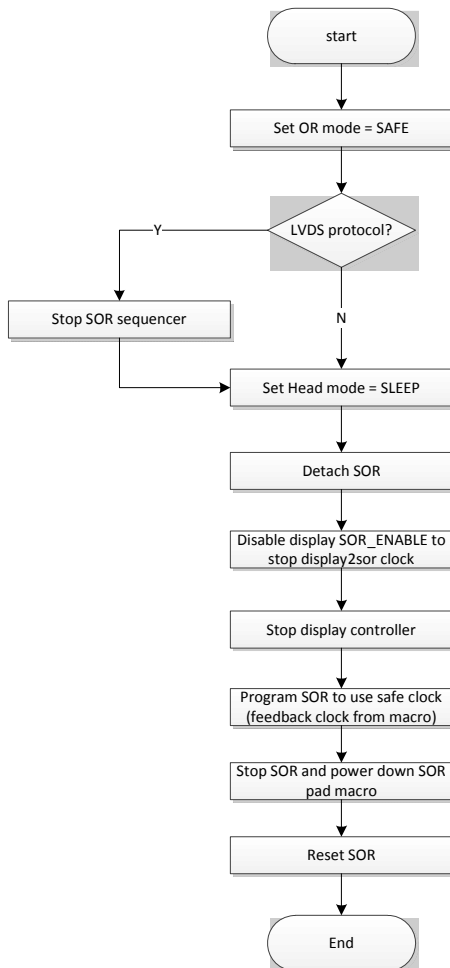 start
Set OR mode = SAFE
LVDS protocol?
Y
N
Stop SOR sequencer
Set Head mode = SLEEP
Detach SOR
Disable display SOR_ENABLE to
stop display2sor clock
Stop display controller
Program SOR to use safe clock
(feedback clock from macro)
Stop SOR and power down SOR
pad macro
Reset SOR
End